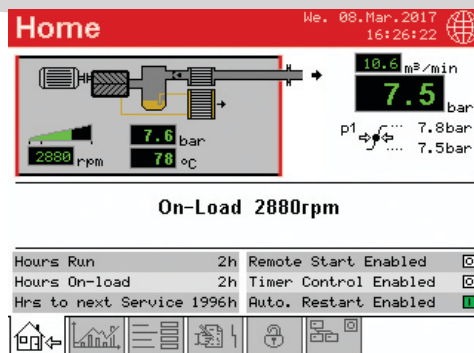 Home
We. 08.Mar.2017
16:26:22
10.6 m³/min
7.5 bar
p1 7.8bar
7.5bar
7.6 bar
2880 rpm
78 °C
On-Load 2880rpm
Hours Run 2h Remote Start Enabled
Hours On-load 2h Timer Control Enabled
Hrs to next Service 1996h Auto. Restart Enabled